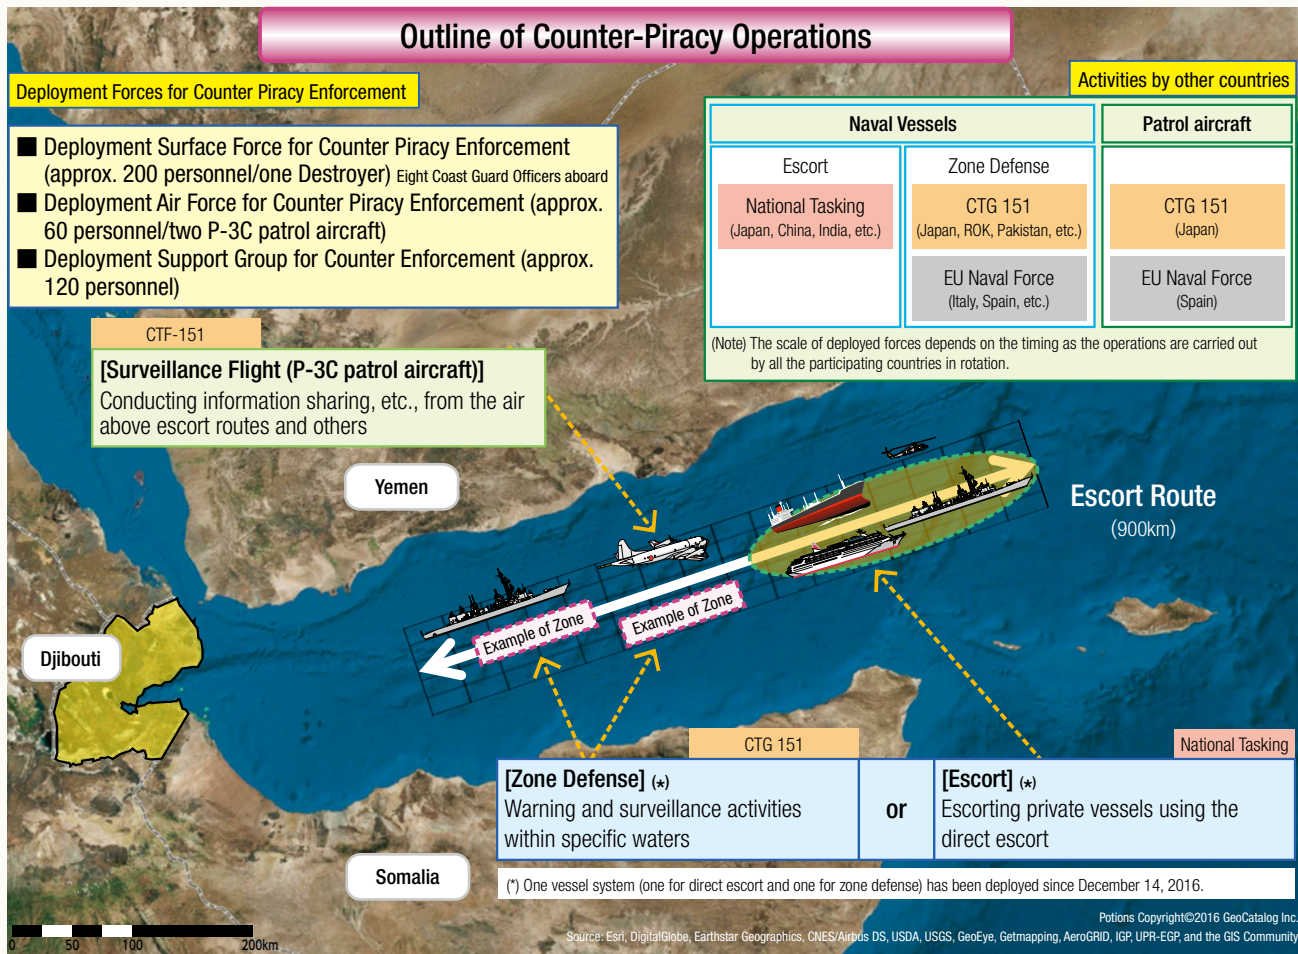 Outline of Counter-Piracy Operations
Deployment Forces for Counter Piracy Enforcement
■ Deployment Surface Force for Counter Piracy Enforcement
(approx. 200 personnel/one Destroyer) Eight Coast Guard Officers aboard
■ Deployment Air Force for Counter Piracy Enforcement (approx.
60 personnel/two P-3C patrol aircraft)
■ Deployment Support Group for Counter Enforcement (approx.
120 personnel)
Activities by other countries
Naval Vessels
Patrol aircraft
Escort
Zone Defense
National Tasking
(Japan, China, India, etc.)
CTG 151
(Japan, ROK, Pakistan, etc.)
CTG 151
(Japan)
EU Naval Force
(Italy, Spain, etc.)
EU Naval Force
(Spain)
(Note) The scale of deployed forces depends on the timing as the operations are carried out
by all the participating countries in rotation.
CTF-151
[Surveillance Flight (P-3C patrol aircraft)]
Conducting information sharing, etc., from the air
above escort routes and others
Yemen
Escort Route
(900km)
Example of Zone
Example of Zone
Djibouti
CTG 151
National Tasking
[Zone Defense] (*)
Warning and surveillance activities
within specific waters
or
[Escort] (*)
Escorting private vessels using the
direct escort
Somalia
(*) One vessel system (one for direct escort and one for zone defense) has been deployed since December 14, 2016.
0 50 100 200km
Potions Copyright©2016 GeoCatalog Inc.
Source: Esri, DigitalGlobe, Earthstar Geographics, CNES/Airbus DS, USDA, USGS, GeoEye, Getmapping, AeroGRID, IGP, UPR-EGP, and the GIS Community